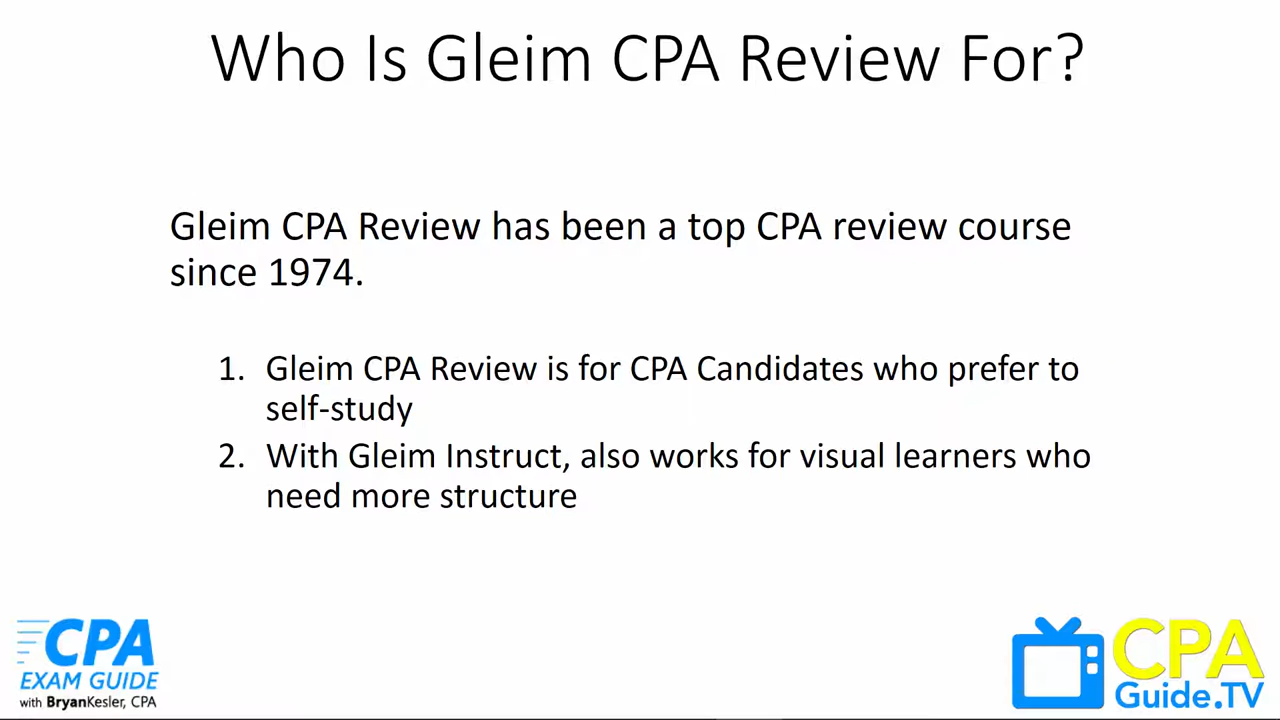 Who Is Gleim CPA Review For?
Gleim CPA Review has been a top CPA review course
since 1974.
1. Gleim CPA Review is for CPA Candidates who prefer to
self-study
2. With Gleim Instruct, also works for visual learners who
need more structure
CPA
EXAM GUIDE
with BryanKesler, CPA
CPA
Guide.TV